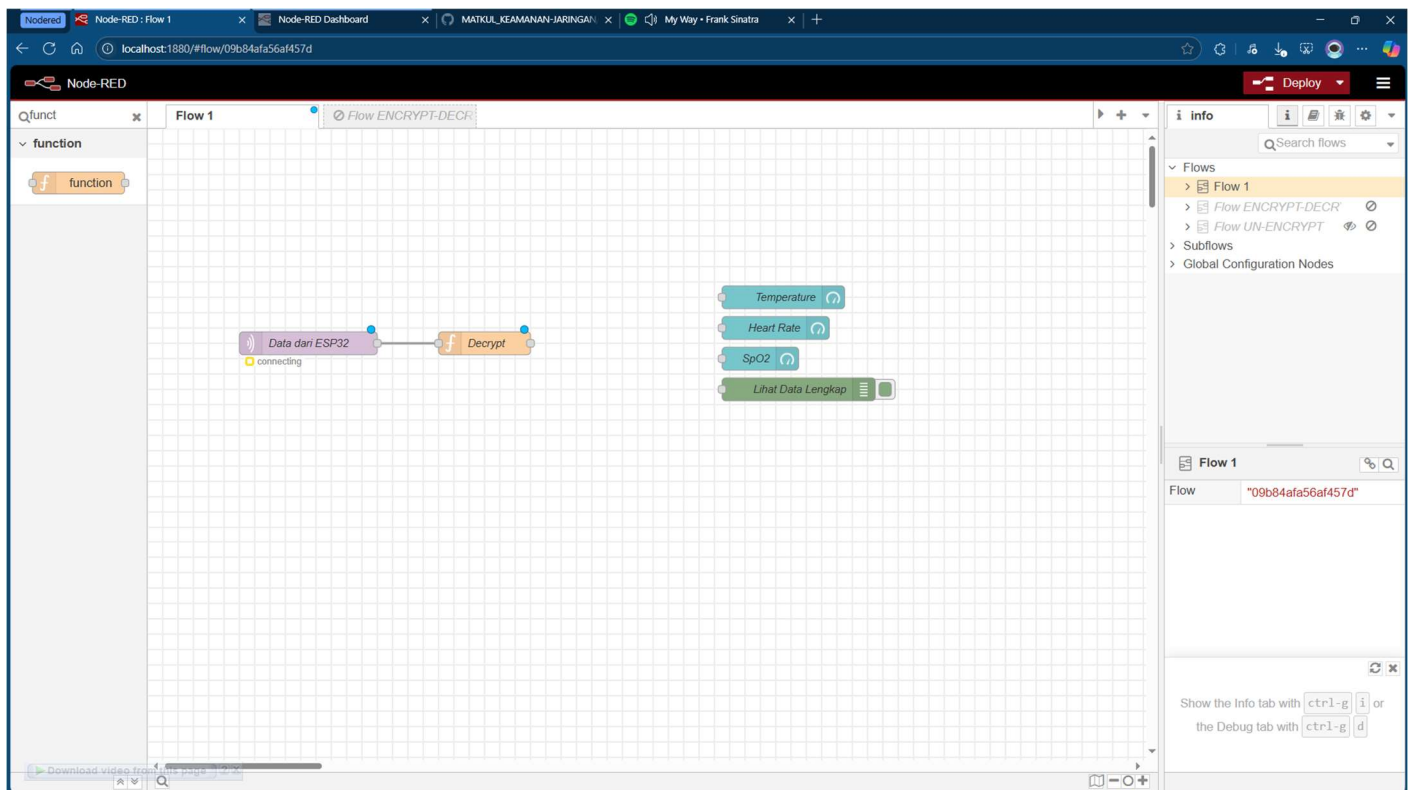 Nodered
Node-RED : Flow 1
Node-RED Dashboard
MATKUL_KEAMANAN-JARINGAN
My Way • Frank Sinatra
localhost:1880/#flow/09b84afa56af457d
Node-RED
Deploy
funct
Flow 1
Flow ENCRYPT-DECR
i info
i
Search flows
function
function
Flows
Flow 1
Flow ENCRYPT-DECR
Flow UN-ENCRYPT
Subflows
Global Configuration Nodes
Temperature
Heart Rate
SpO2
Lihat Data Lengkap
Data dari ESP32
Decrypt
connecting
Flow 1
Flow
"09b84afa56af457d"
Show the Info tab with ctrl-g i or
the Debug tab with ctrl-g d
Download video from this page